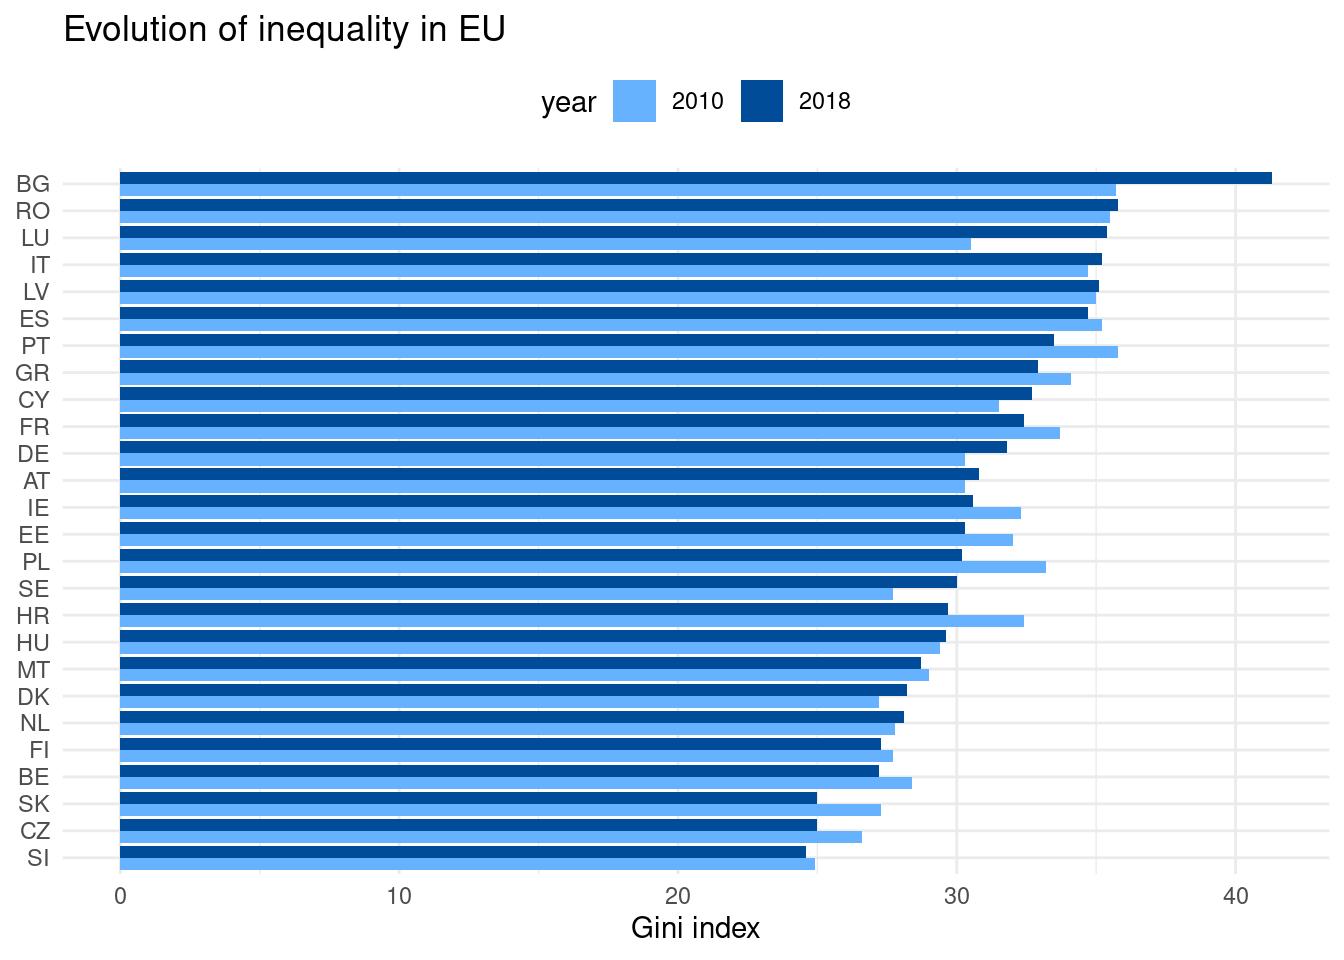 Evolution of inequality in EU
year 2010 2018
BG
RO
LU
IT
LV
ES
PT
GR
CY
FR
DE
AT
IE
EE
PL
SE
HR
HU
MT
DK
NL
FI
BE
SK
CZ
SI
0 10 20 30 40
Gini index